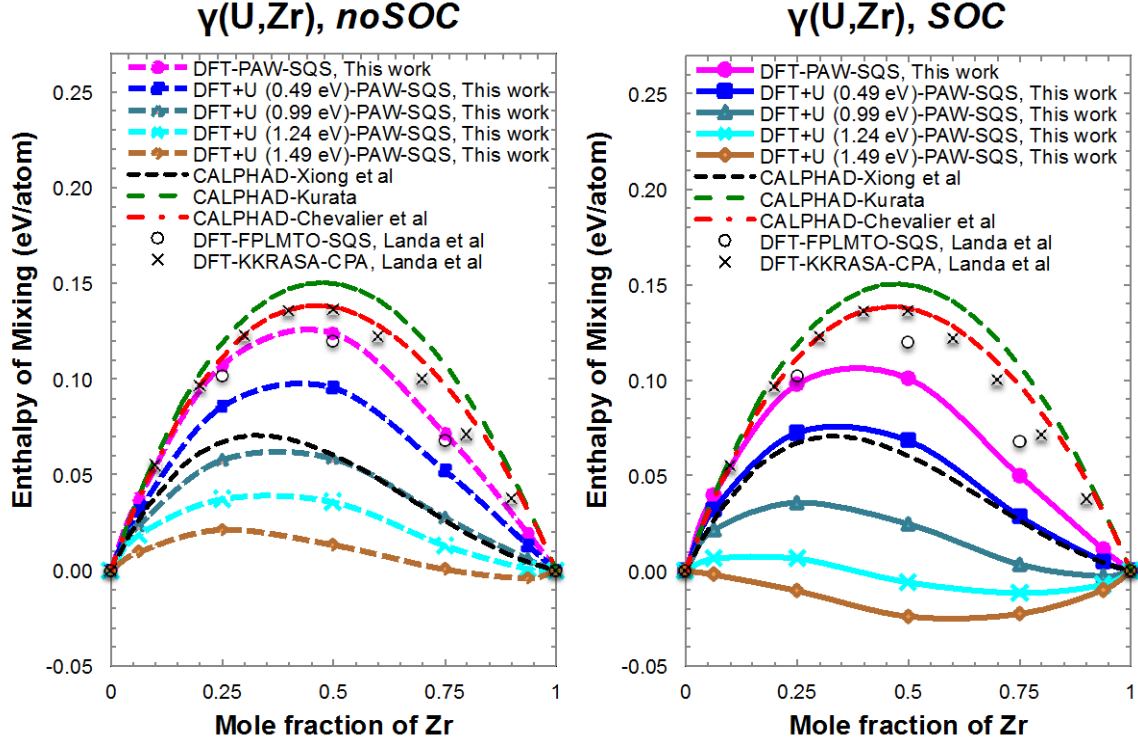 γ(U,Zr), noSOC
Enthalpy of Mixing (eV/atom)
0.25
0.20
0.15
0.10
0.05
0.00
-0.05
DFT-PAW-SQS, This work
DFT+U (0.49 eV)-PAW-SQS, This work
DFT+U (0.99 eV)-PAW-SQS, This work
DFT+U (1.24 eV)-PAW-SQS, This work
DFT+U (1.49 eV)-PAW-SQS, This work
CALPHAD-Xiong et al
CALPHAD-Kurata
CALPHAD-Chevalier et al
DFT-FPLMTO-SQS, Landa et al
DFT-KKRASA-CPA, Landa et al
0 0.25 0.5 0.75 1
Mole fraction of Zr
γ(U,Zr), SOC
Enthalpy of Mixing (eV/atom)
0.25
0.20
0.15
0.10
0.05
0.00
-0.05
DFT-PAW-SQS, This work
DFT+U (0.49 eV)-PAW-SQS, This work
DFT+U (0.99 eV)-PAW-SQS, This work
DFT+U (1.24 eV)-PAW-SQS, This work
DFT+U (1.49 eV)-PAW-SQS, This work
CALPHAD-Xiong et al
CALPHAD-Kurata
CALPHAD-Chevalier et al
DFT-FPLMTO-SQS, Landa et al
DFT-KKRASA-CPA, Landa et al
0 0.25 0.5 0.75 1
Mole fraction of Zr